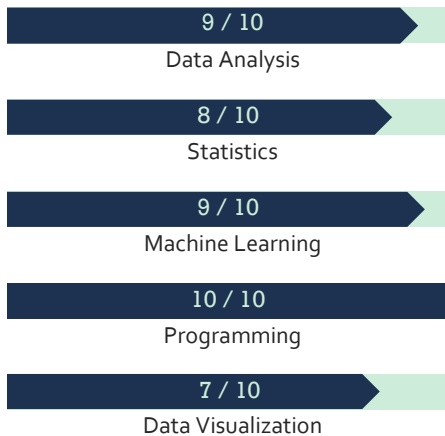 9 / 10
Data Analysis
8 / 10
Statistics
9 / 10
Machine Learning
10 / 10
Programming
7 / 10
Data Visualization